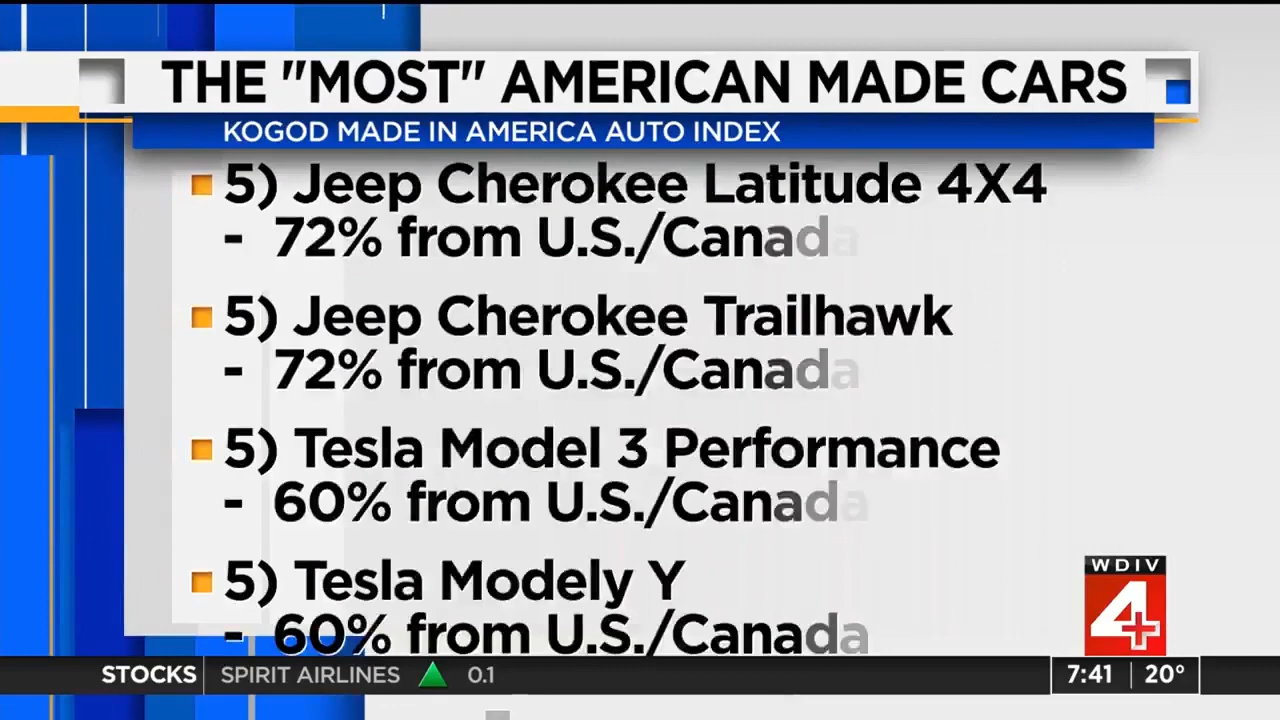 THE "MOST" AMERICAN MADE CARS
KOGOD MADE IN AMERICA AUTO INDEX
5) Jeep Cherokee Latitude 4X4
- 72% from U.S./Canada
5) Jeep Cherokee Trailhawk
- 72% from U.S./Canada
5) Tesla Model 3 Performance
- 60% from U.S./Canada
5) Tesla Modely Y
- 60% from U.S./Canada
WDIV
4+
STOCKS SPIRIT AIRLINES ▲ 0.1
7:41 20°